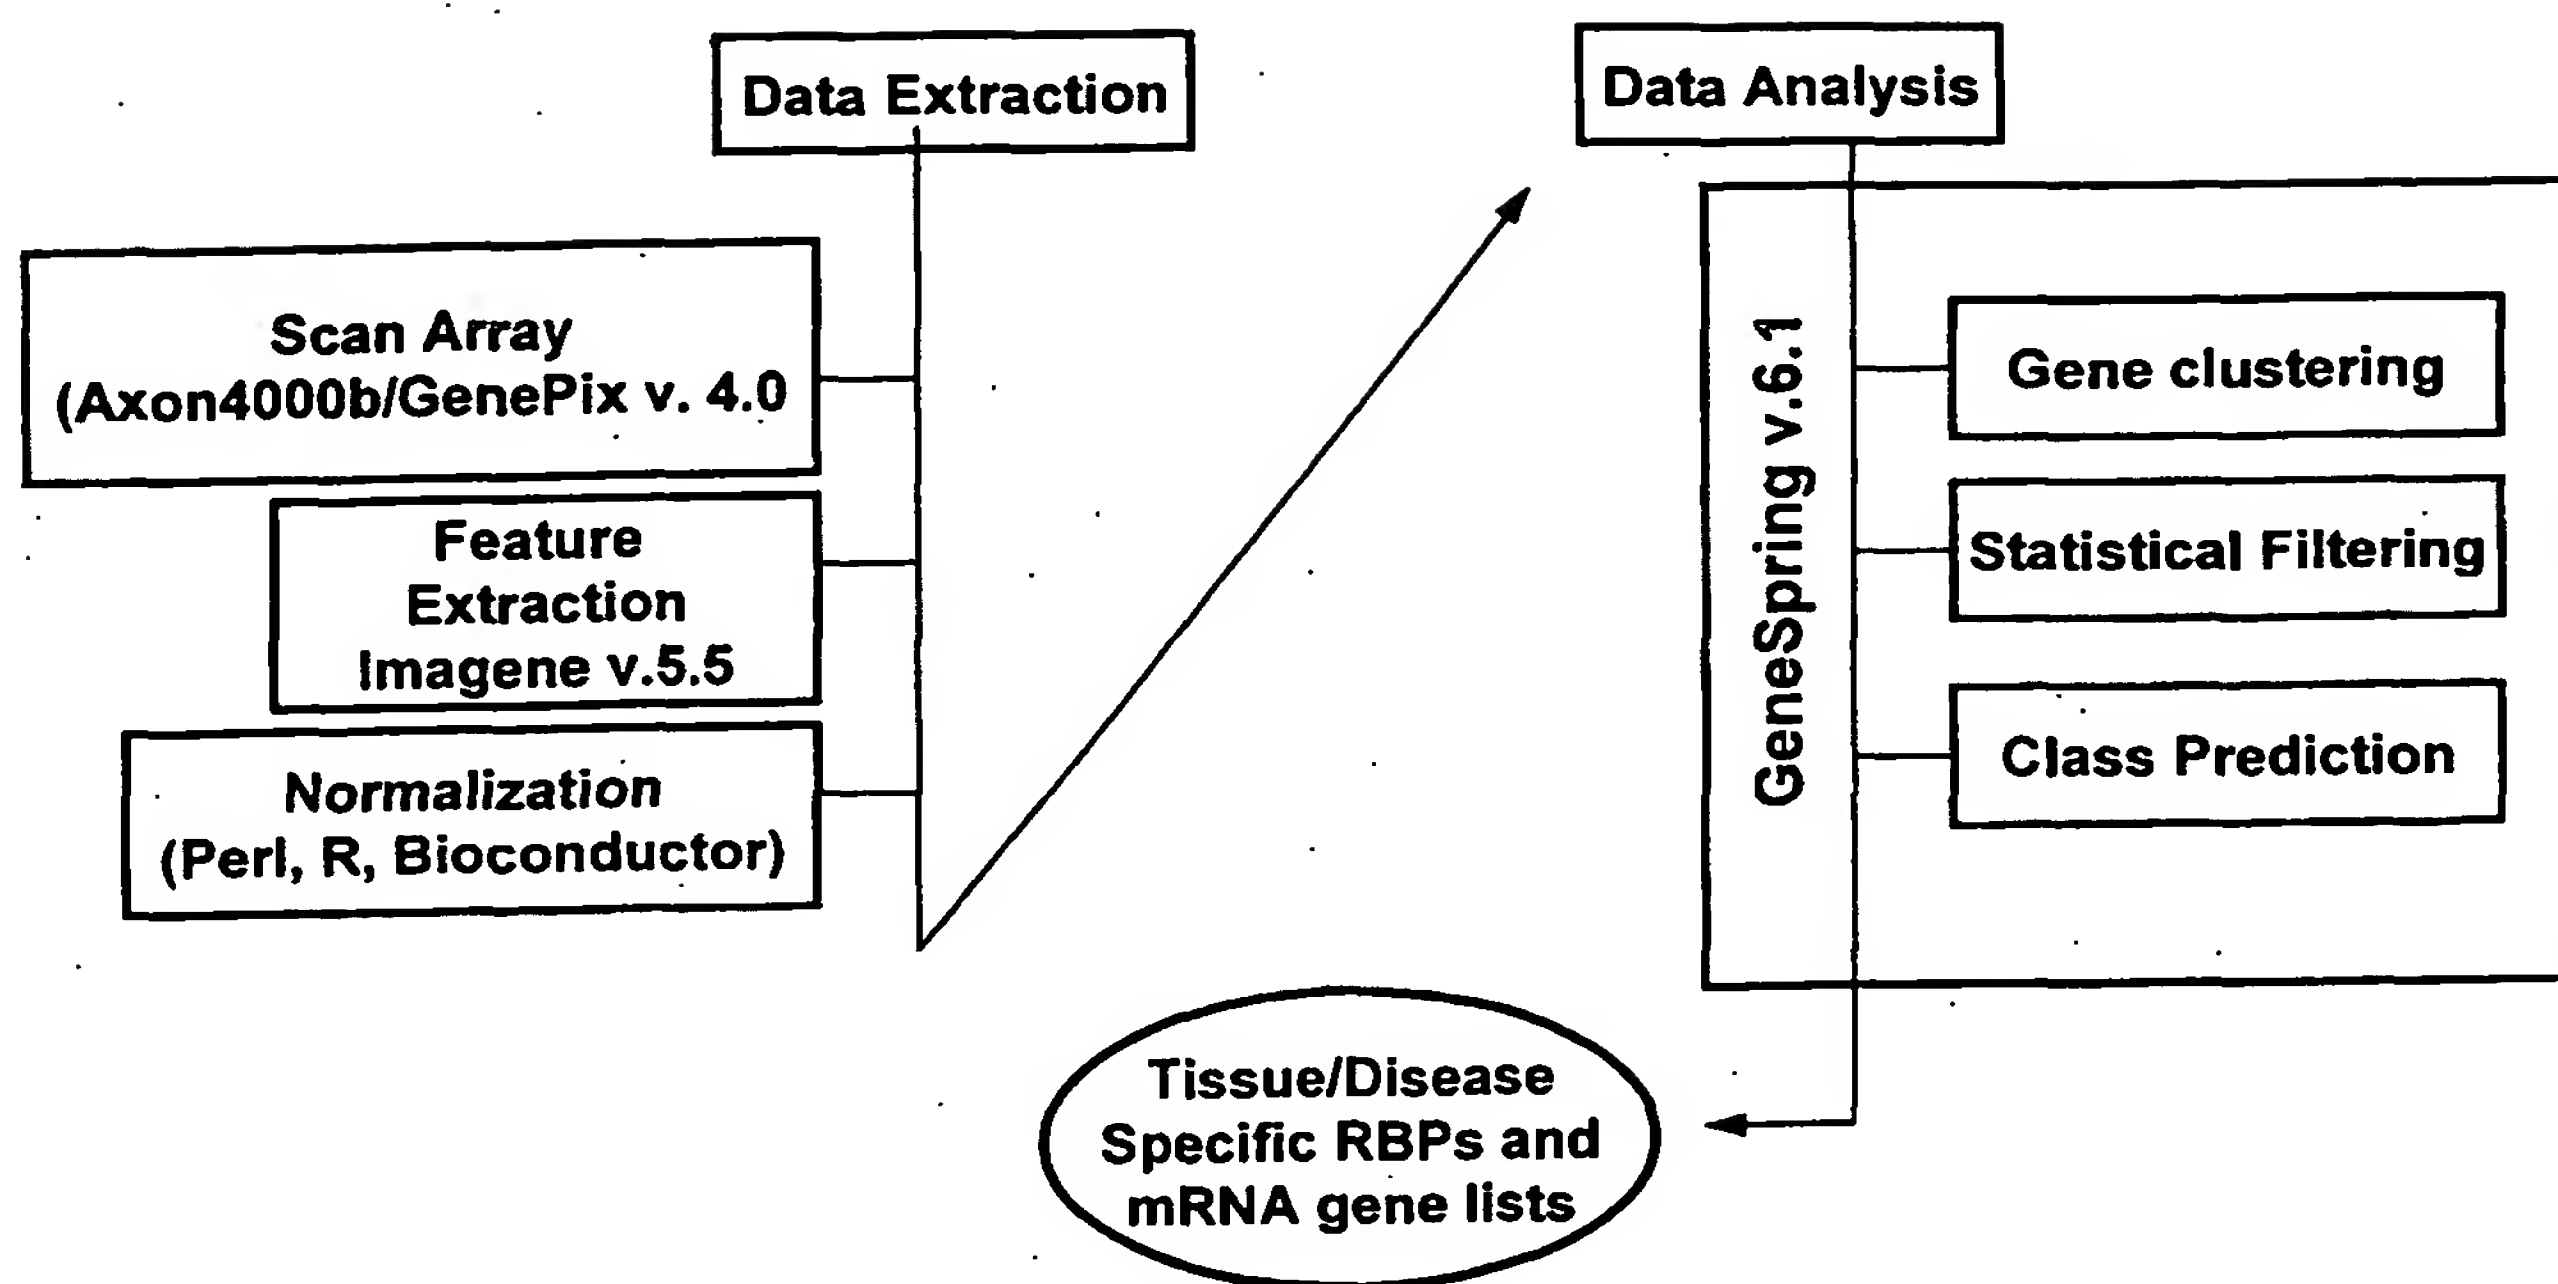 Data Extraction
Scan Array
(Axon4000b/GenePix v. 4.0
Feature
Extraction
Imagene v.5.5
Normalization
(Perl, R, Bioconductor)
Data Analysis
GeneSpring v.6.1
Gene clustering
Statistical Filtering
Class Prediction
Tissue/Disease
Specific RBPs and
mRNA gene lists